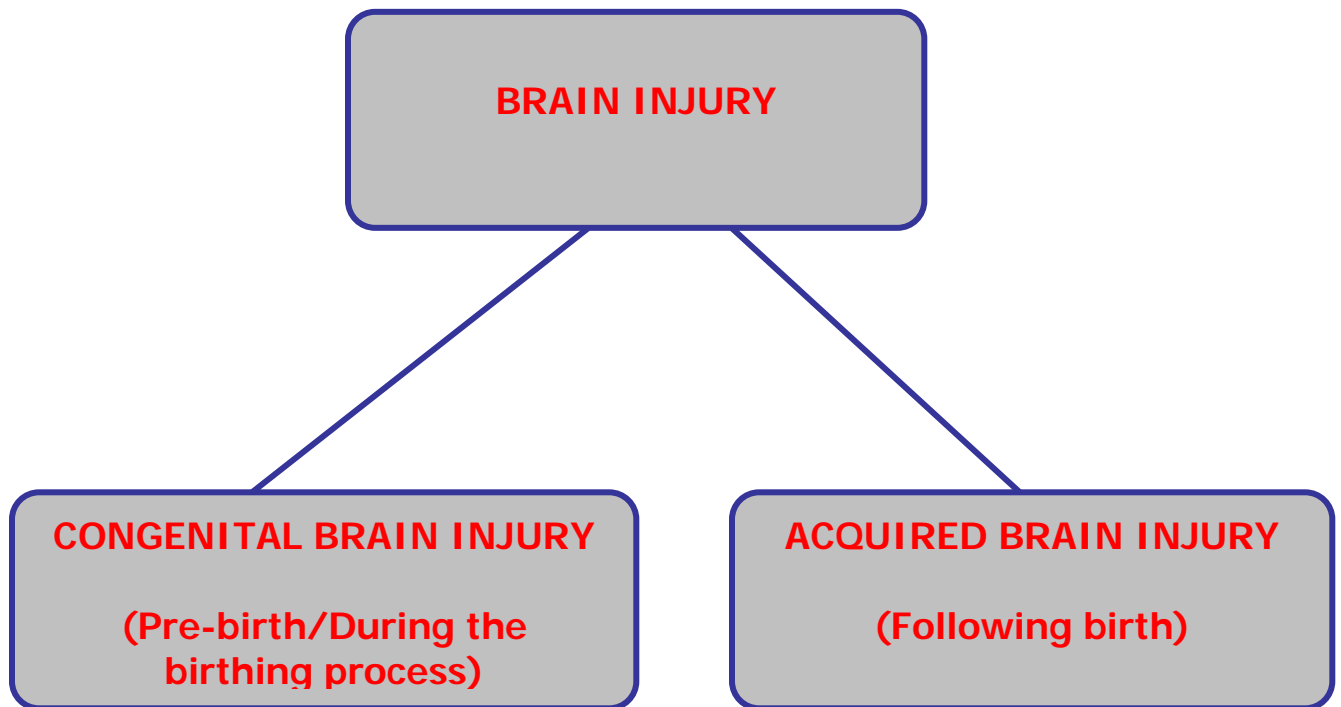 BRAIN INJURY
CONGENITAL BRAIN INJURY
(Pre-birth/During the
birthing process)
ACQUIRED BRAIN INJURY
(Following birth)